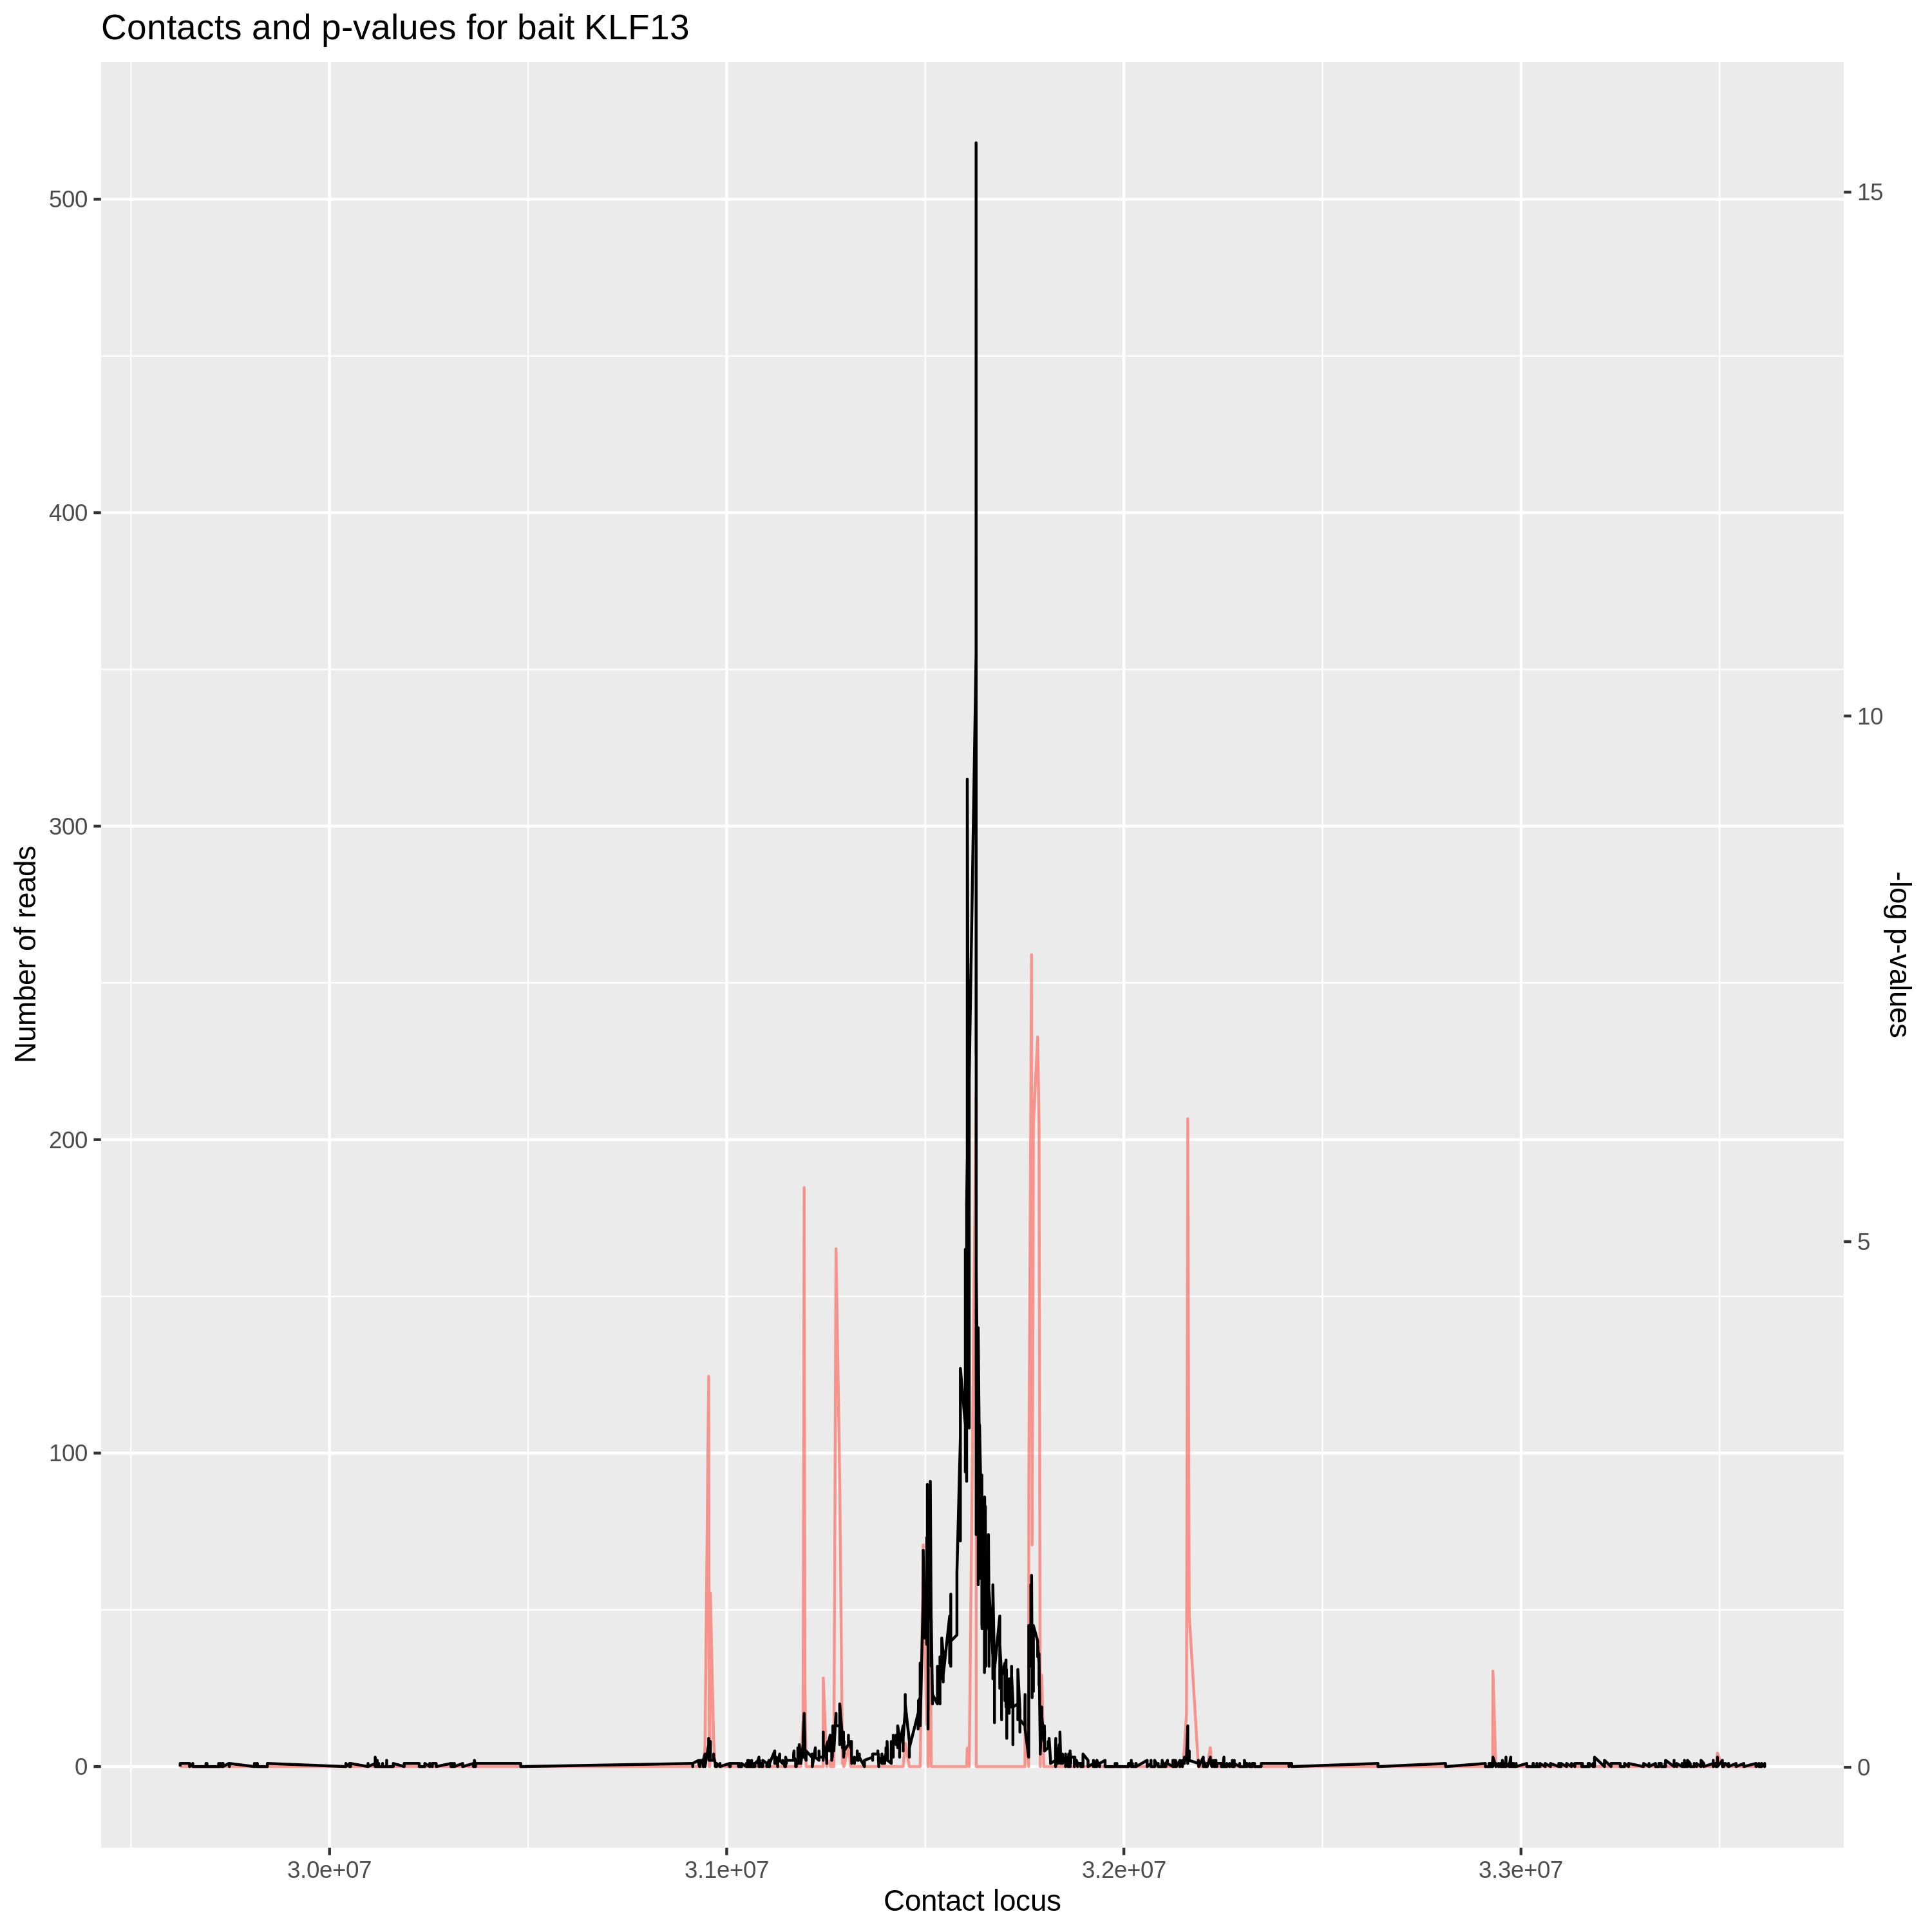 Contacts and p-values for bait KLF13
500
400
300
200
100
0
Number of reads
15
10
5
0
-log p-values
3.0e+07
3.1e+07
3.2e+07
3.3e+07
Contact locus